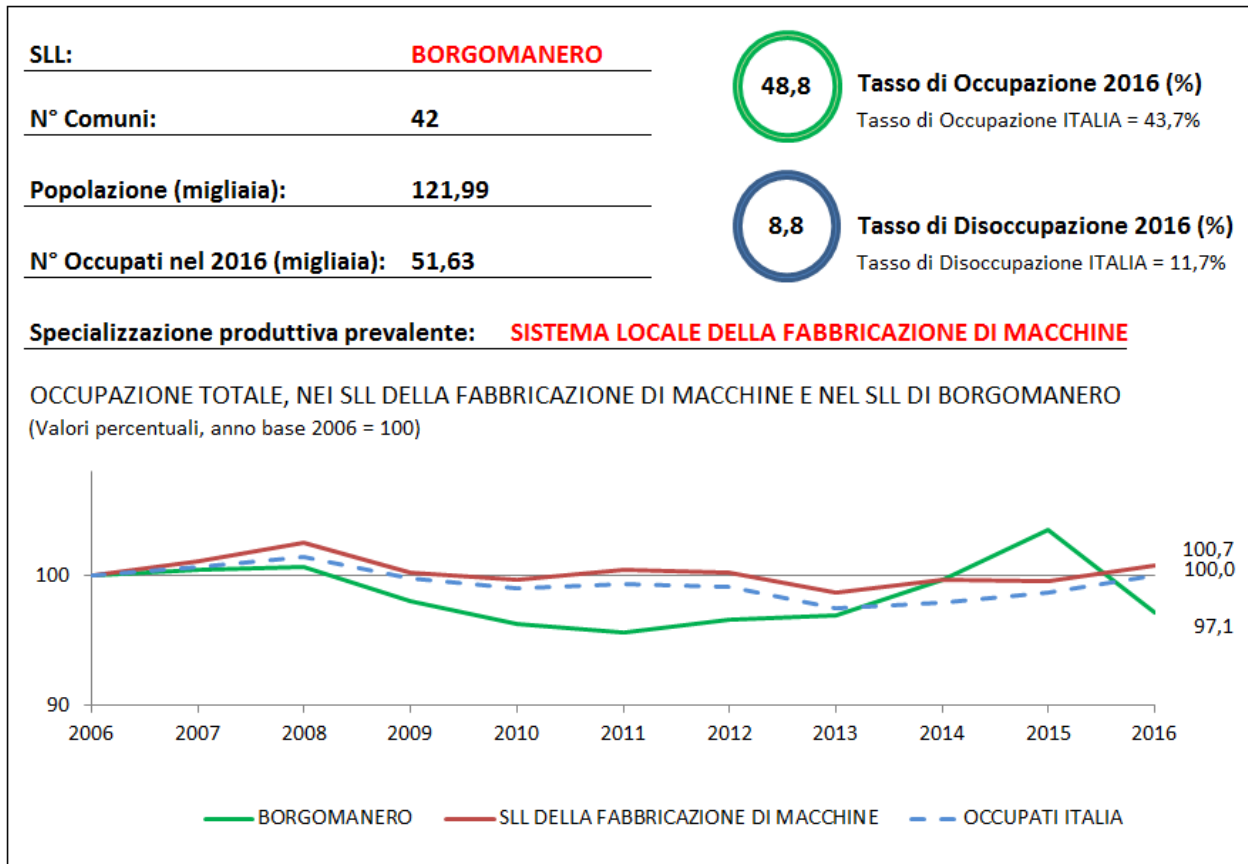 SLL: BORGOMANERO
N° Comuni: 42
Popolazione (migliaia): 121,99
N° Occupati nel 2016 (migliaia): 51,63
48,8
Tasso di Occupazione 2016 (%)
Tasso di Occupazione ITALIA = 43,7%
8,8
Tasso di Disoccupazione 2016 (%)
Tasso di Disoccupazione ITALIA = 11,7%
Specializzazione produttiva prevalente: SISTEMA LOCALE DELLA FABBRICAZIONE DI MACCHINE
OCCUPAZIONE TOTALE, NEI SLL DELLA FABBRICAZIONE DI MACCHINE E NEL SLL DI BORGOMANERO
(Valori percentuali, anno base 2006 = 100)
100
90
100,7
100,0
97,1
2006 2007 2008 2009 2010 2011 2012 2013 2014 2015 2016
BORGOMANERO SLL DELLA FABBRICAZIONE DI MACCHINE OCCUPATI ITALIA